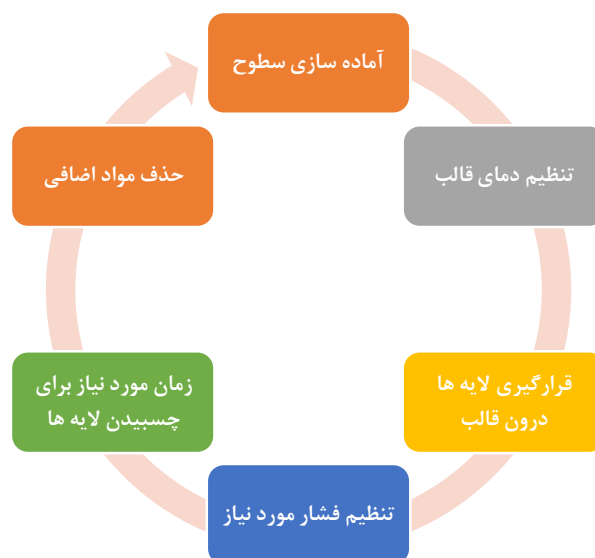 آماده سازی سطوح
تنظیم دمای قالب
قرارگیری لایه ها
درون قالب
تنظیم فشار مورد نیاز
زمان مورد نیاز برای
چسبیدن لایه ها
حذف مواد اضافی